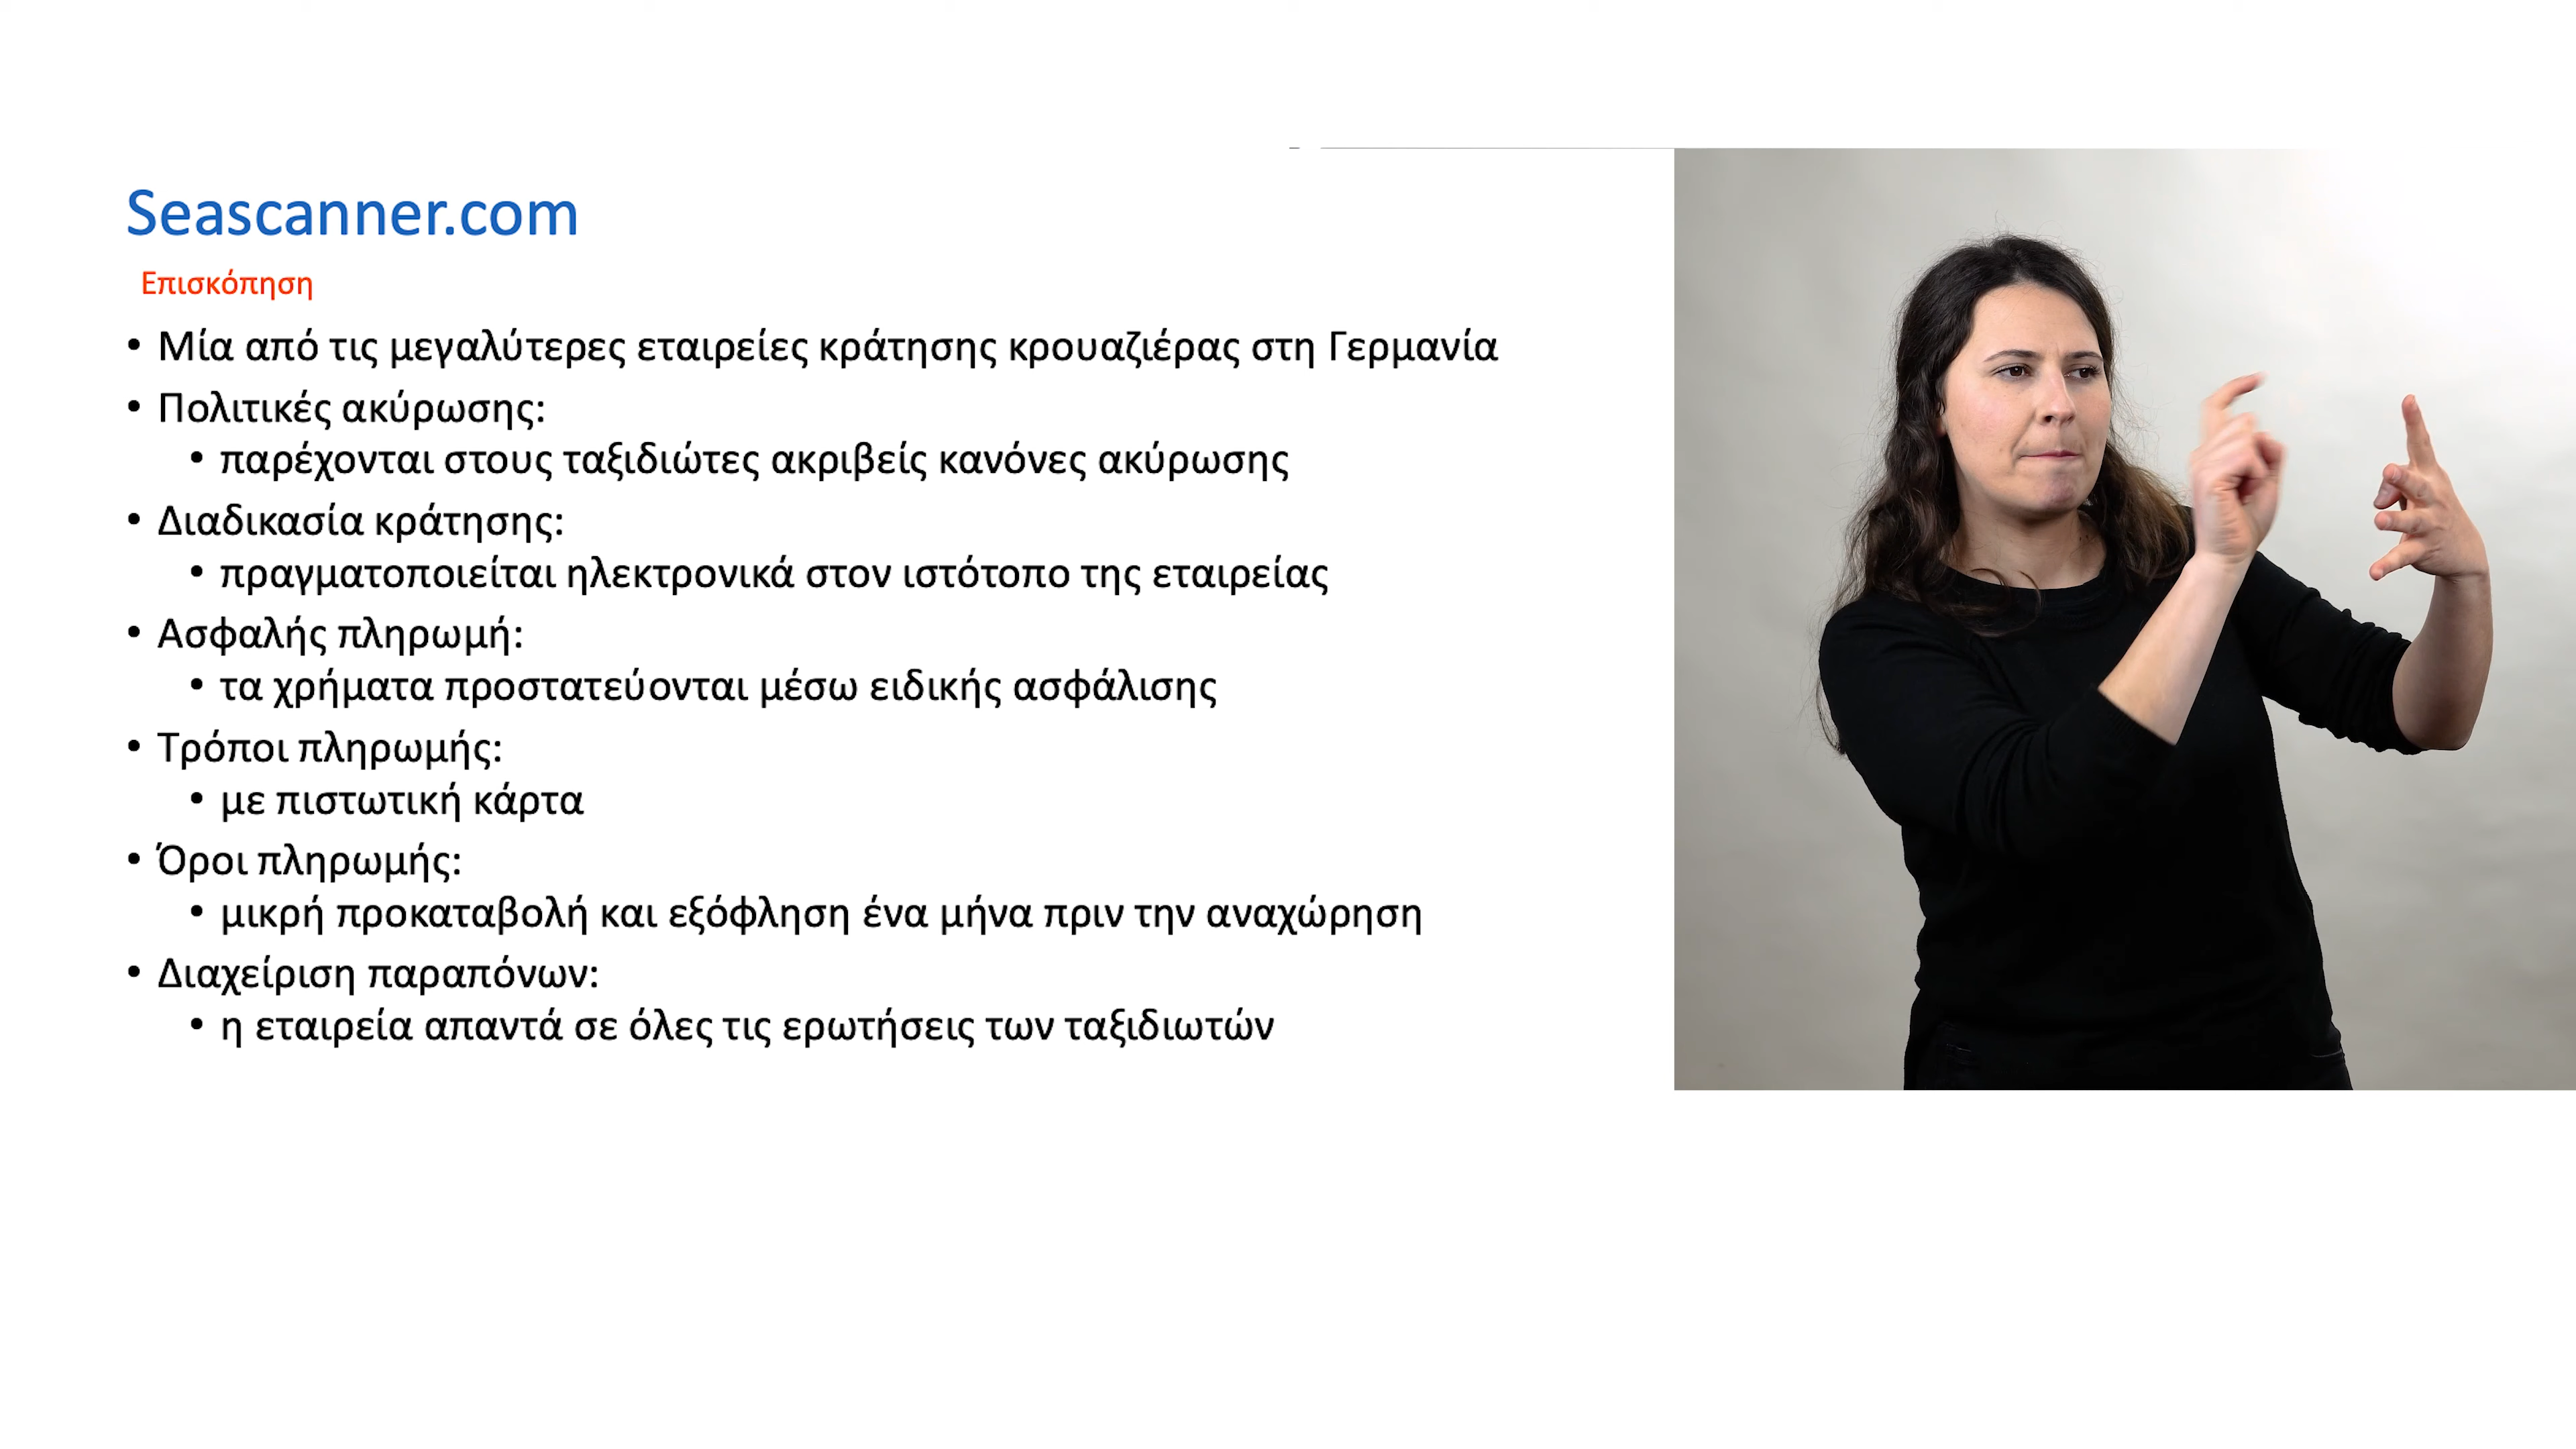 Seascanner.com
Επισκόπηση
• Μία από τις μεγαλύτερες εταιρείες κράτησης κρουαζιέρας στη Γερμανία
• Πολιτικές ακύρωσης:
• παρέχονται στους ταξιδιώτες ακριβείς κανόνες ακύρωσης
• Διαδικασία κράτησης:
• πραγματοποιείται ηλεκτρονικά στον ιστότοπο της εταιρείας
• Ασφαλής πληρωμή:
• τα χρήματα προστατεύονται μέσω ειδικής ασφάλισης
• Τρόποι πληρωμής:
• με πιστωτική κάρτα
• Όροι πληρωμής:
• μικρή προκαταβολή και εξόφληση ένα μήνα πριν την αναχώρηση
• Διαχείριση παραπόνων:
• η εταιρεία απαντά σε όλες τις ερωτήσεις των ταξιδιωτών